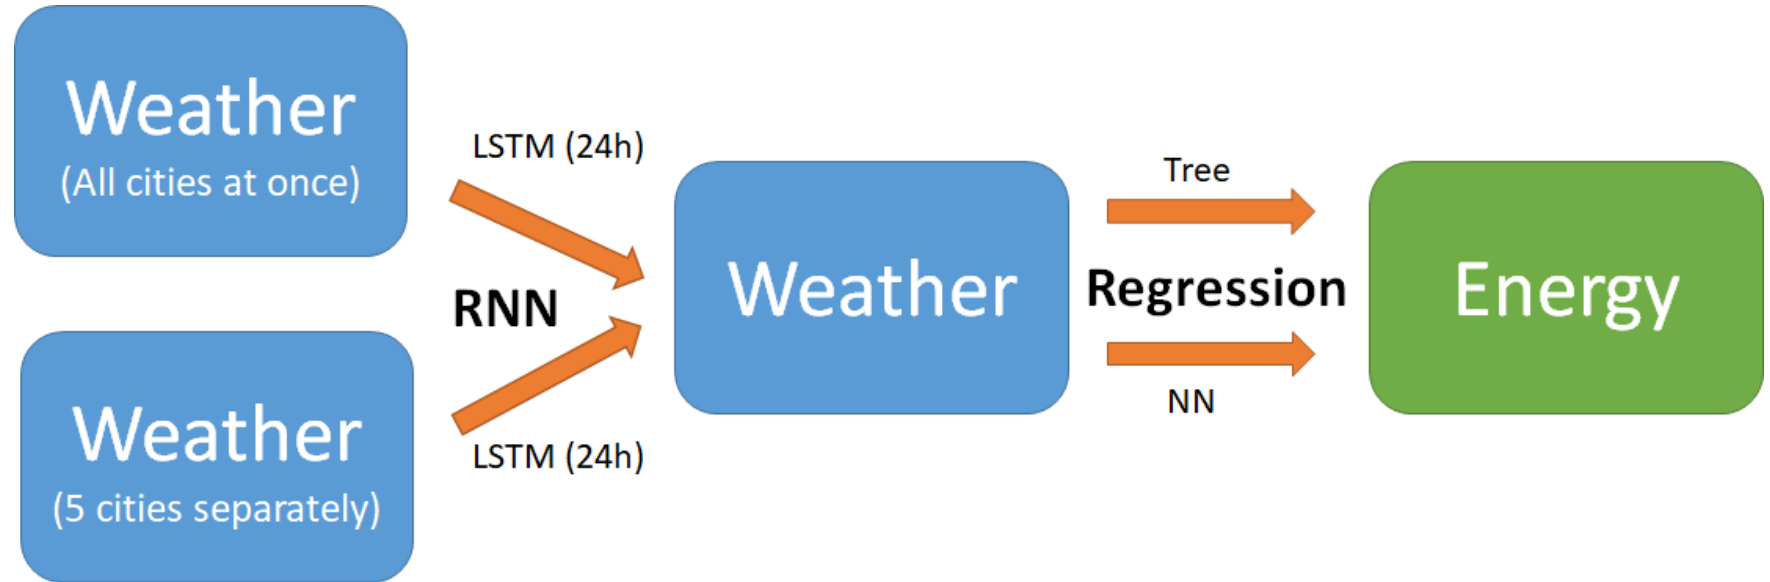 Weather
(All cities at once)
LSTM (24h)
RNN
Weather
(5 cities separately)
LSTM (24h)
Weather
Tree
Regression
NN
Energy